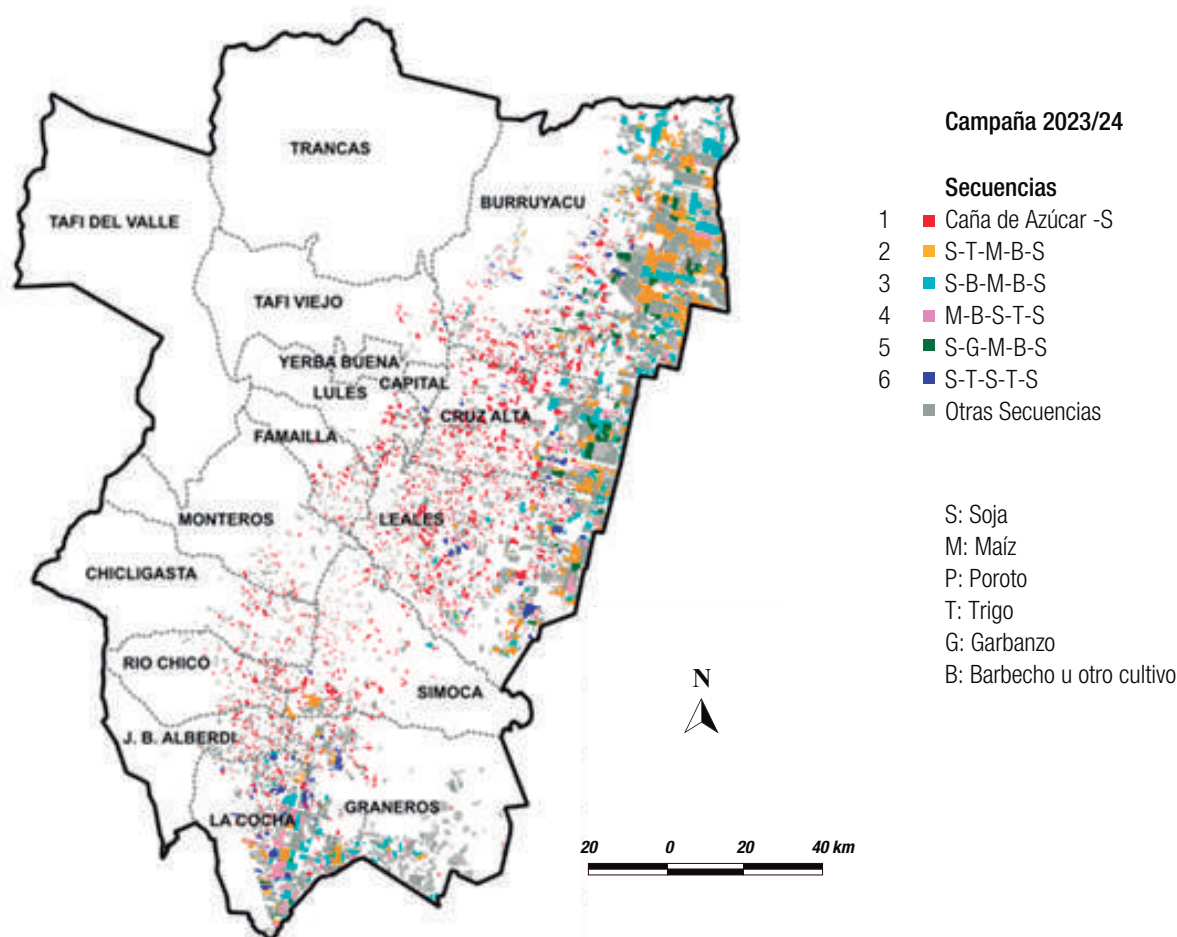 TRANCAS
TAFI DEL VALLE
BURRUYACU
TAFI VIEJO
YERBA BUENA
CAPITAL
LULES
CRUZ ALTA
FAMAILLA
MONTEROS
LEALES
CHICLIGASTA
RIO CHICO
SIMOCA
J. B. ALBERDI
GRANEROS
LA COCHA
N
20 0 20 40 km
Campaña 2023/24
Secuencias
1 Caña de Azúcar -S
2 S-T-M-B-S
3 S-B-M-B-S
4 M-B-S-T-S
5 S-G-M-B-S
6 S-T-S-T-S
Otras Secuencias
S: Soja
M: Maíz
P: Poroto
T: Trigo
G: Garbanzo
B: Barbecho u otro cultivo